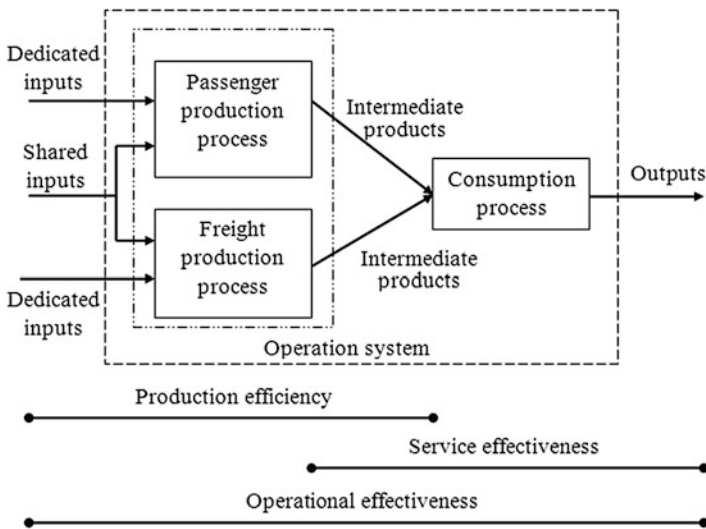 Dedicated
inputs
Passenger
production
process
Intermediate
products
Shared
inputs
Consumption
process
Outputs
Freight
production
process
Intermediate
products
Dedicated
inputs
Operation system
Production efficiency
Service effectiveness
Operational effectiveness